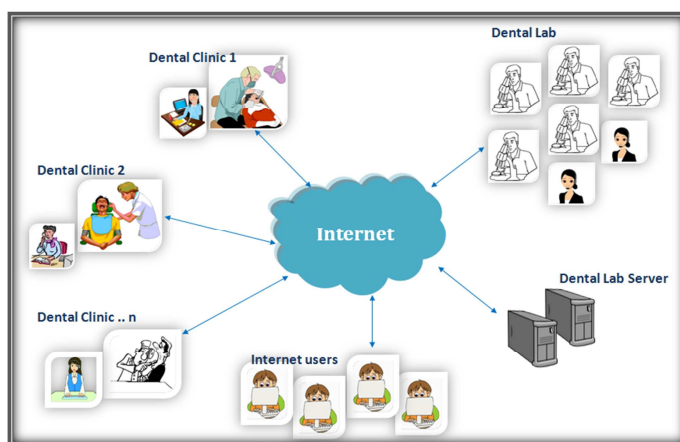 Dental Lab
Dental Clinic 1
Dental Clinic 2
Internet
Dental Lab Server
Dental Clinic .. n
Internet users